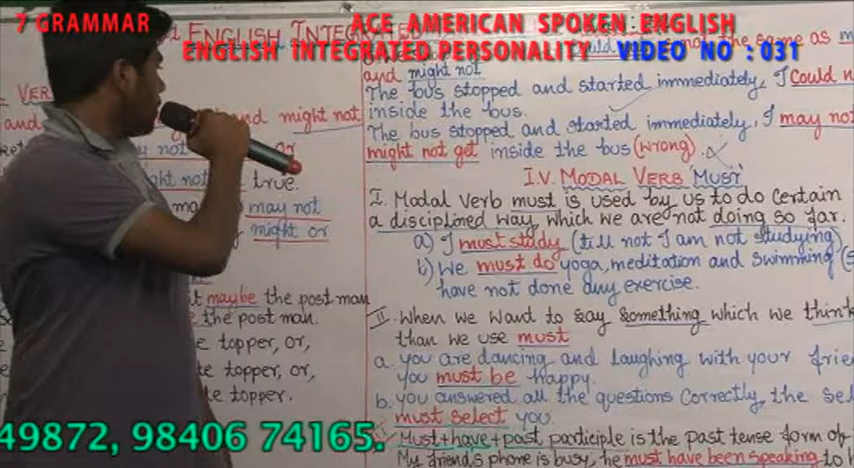 7 GRAMMAR
ACE AMERICAN SPOKEN ENGLISH
ENGLISH INTEGRATED PERSONALITY VIDEO NO : 031
ENGLISH INTEGRATED
not the same as
and might not
The bus stopped and started immediately, I could
inside the bus.
The bus stopped and started immediately, I may not
might not get inside the bus (wrong).
I.V. MODAL VERB 'MUST'
I. Modal verb must is used by us to do certain
a disciplined way, which we are not doing so far.
a) I must study (till not I am not studying)
b) We must do yoga, meditation and swimming
have not done any exercise.
II. When we want to say something which we think
than we use must
a. you are dancing and laughing with your
you must be happy.
b. you answered all the questions correctly, the
must select you.
Must+have+past participle is the past tense form of
My friend's phone is busy, he must have been speaking to
and might not
or
true.
may not
might or
maybe the post man
the post man.
topper, or,
topper, or,
topper.
49872, 98406 74165.